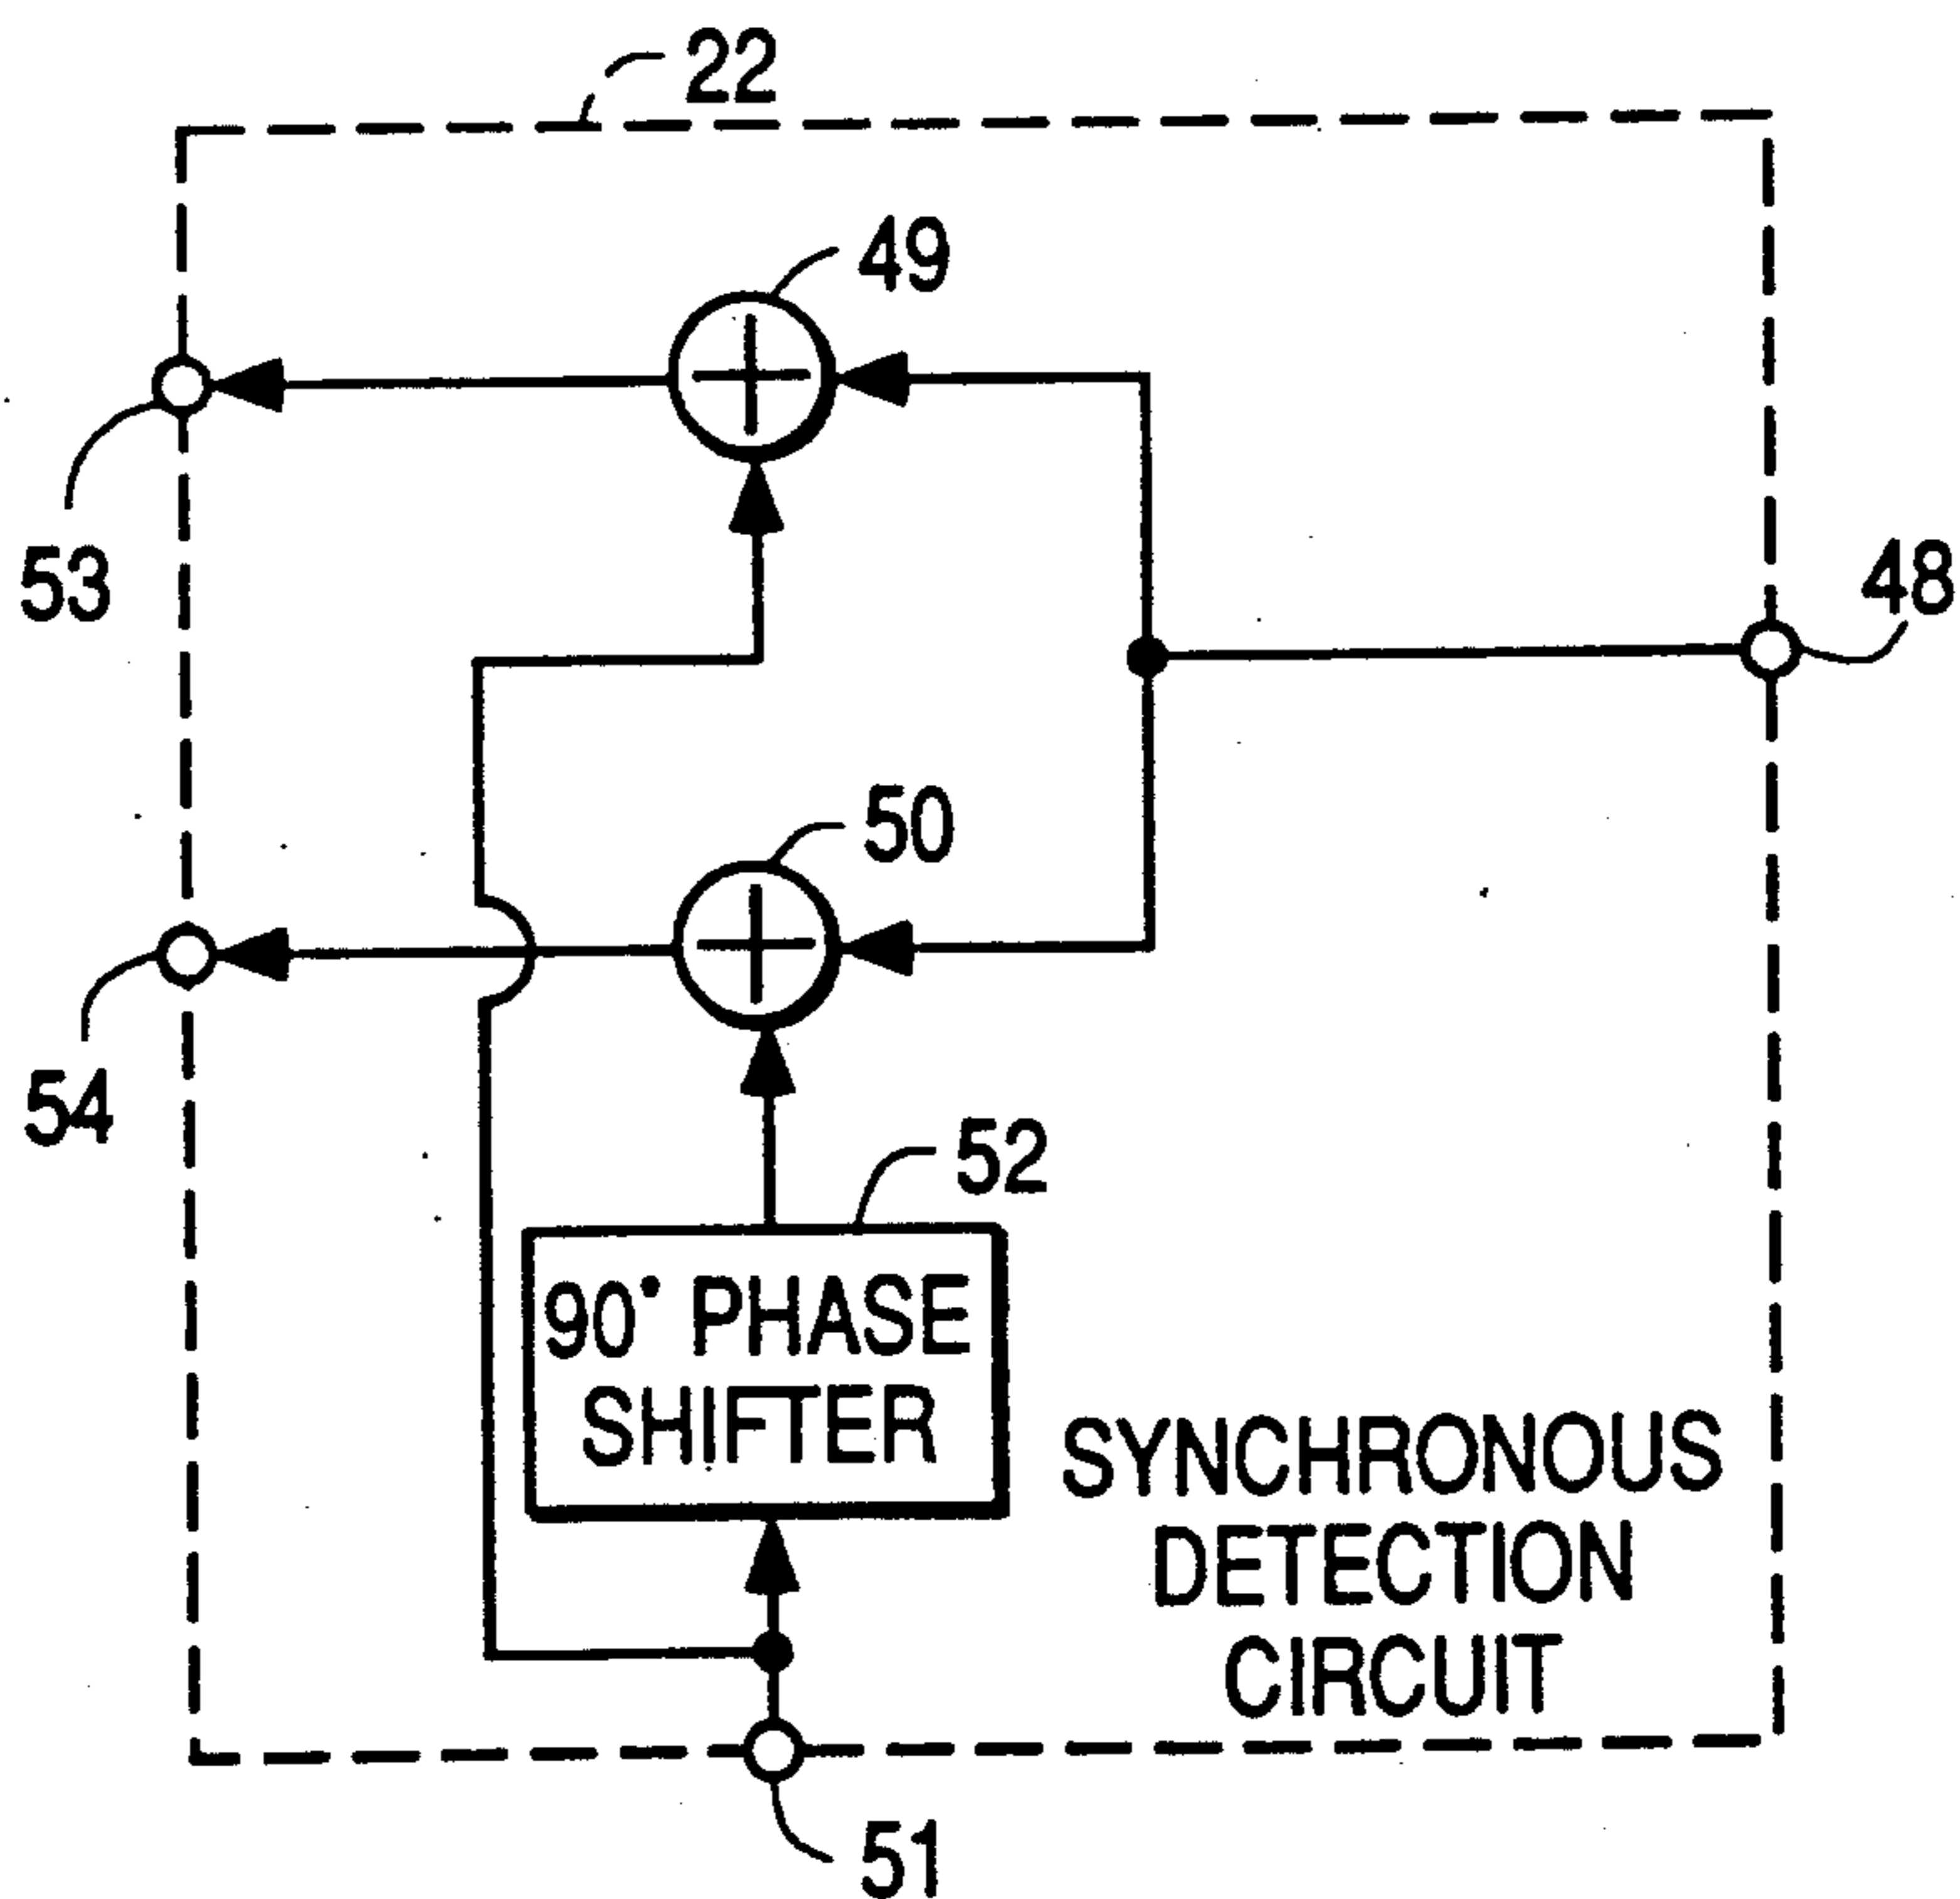 22
49
53
48
50
54
52
90° PHASE
SHIFTER
SYNCHRONOUS
DETECTION
CIRCUIT
51